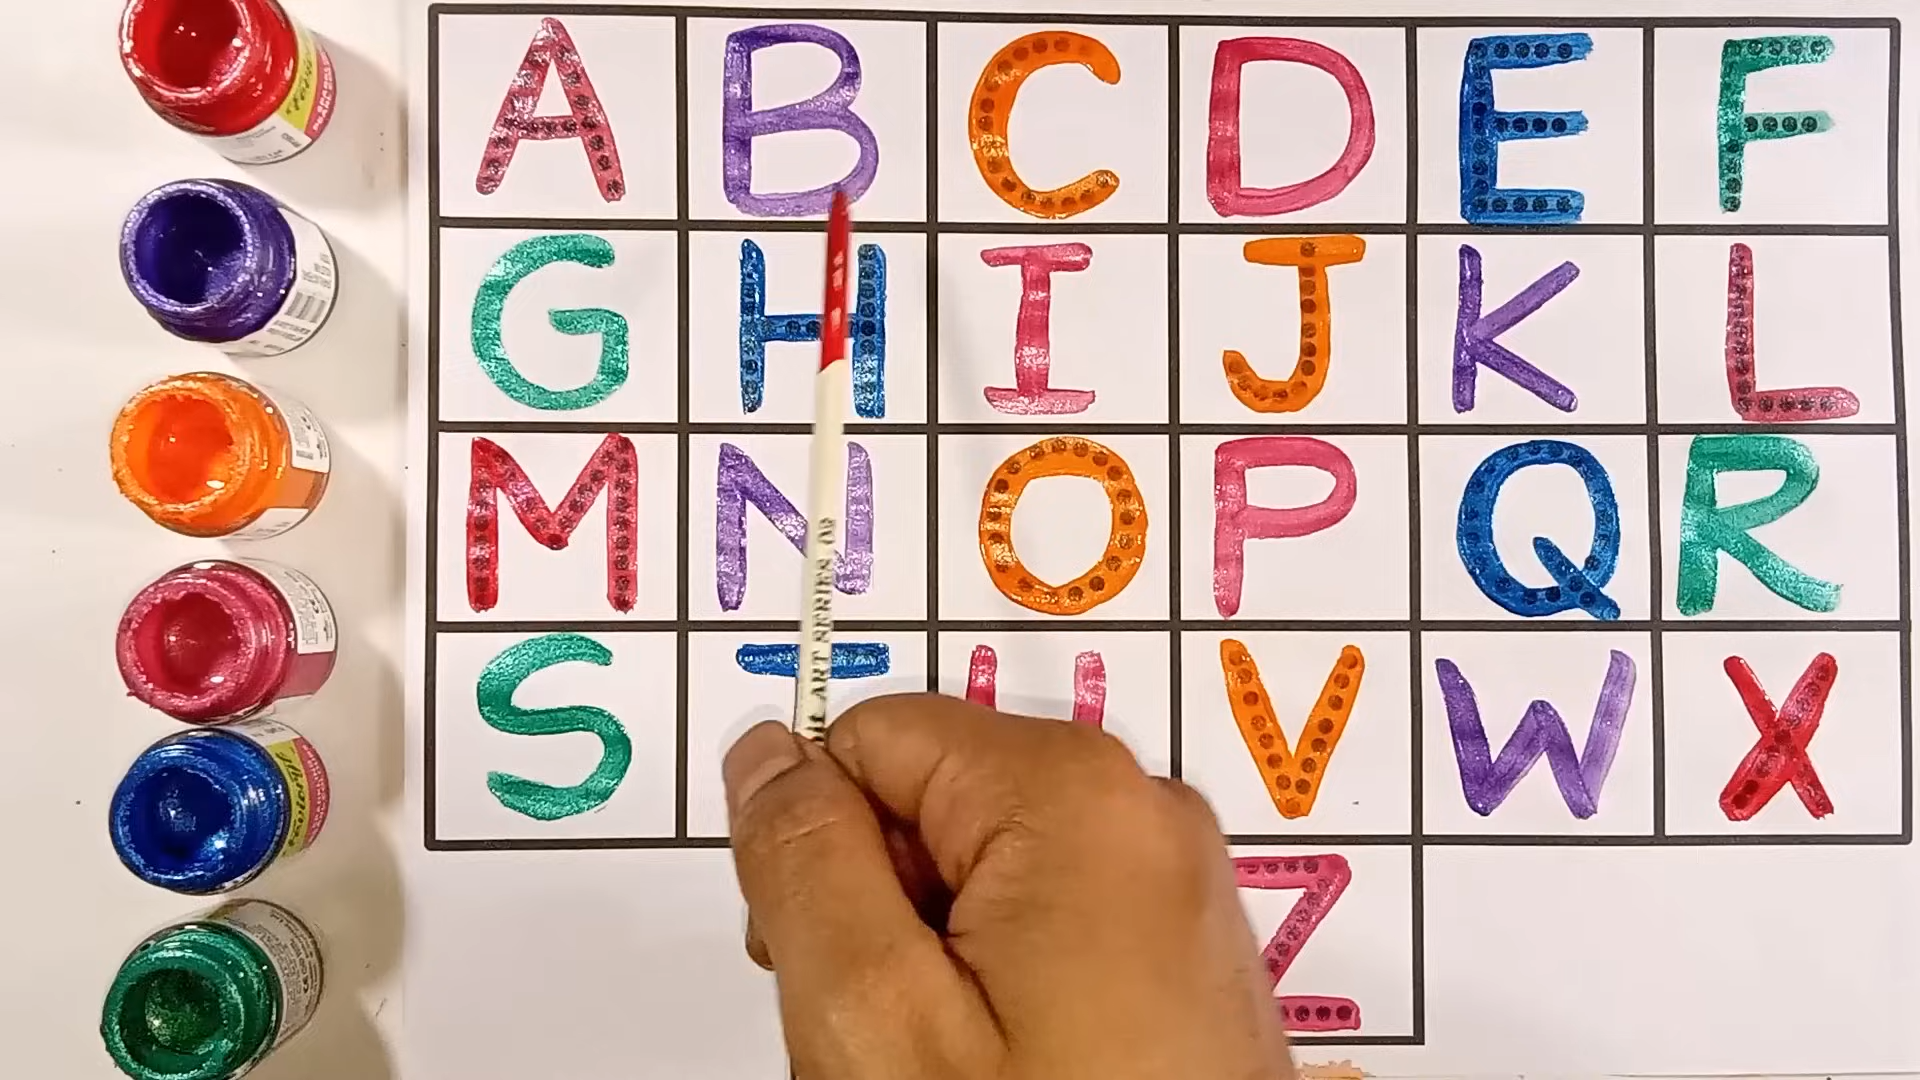 A B C D E F
G H I J K L
M N O P Q R
S T U V W X
Z
ART SERIES